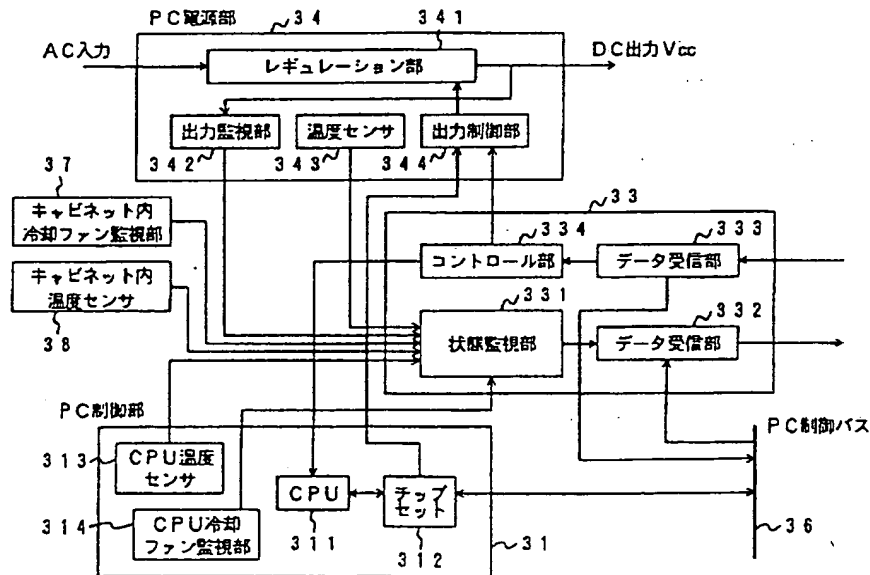 PC電源部
34
341
AC入力
レギュレーション部
DC出力Vcc
出力監視部
温度センサ
出力制御部
342
343
344
37
キャビネット内
冷却ファン監視部
33
334
333
コントロール部
データ受信部
キャビネット内
温度センサ
38
331
332
状態監視部
データ受信部
PC制御部
PC制御バス
313
CPU温度
センサ
314
CPU冷却
ファン監視部
CPU
311
チップ
セット
312
31
36